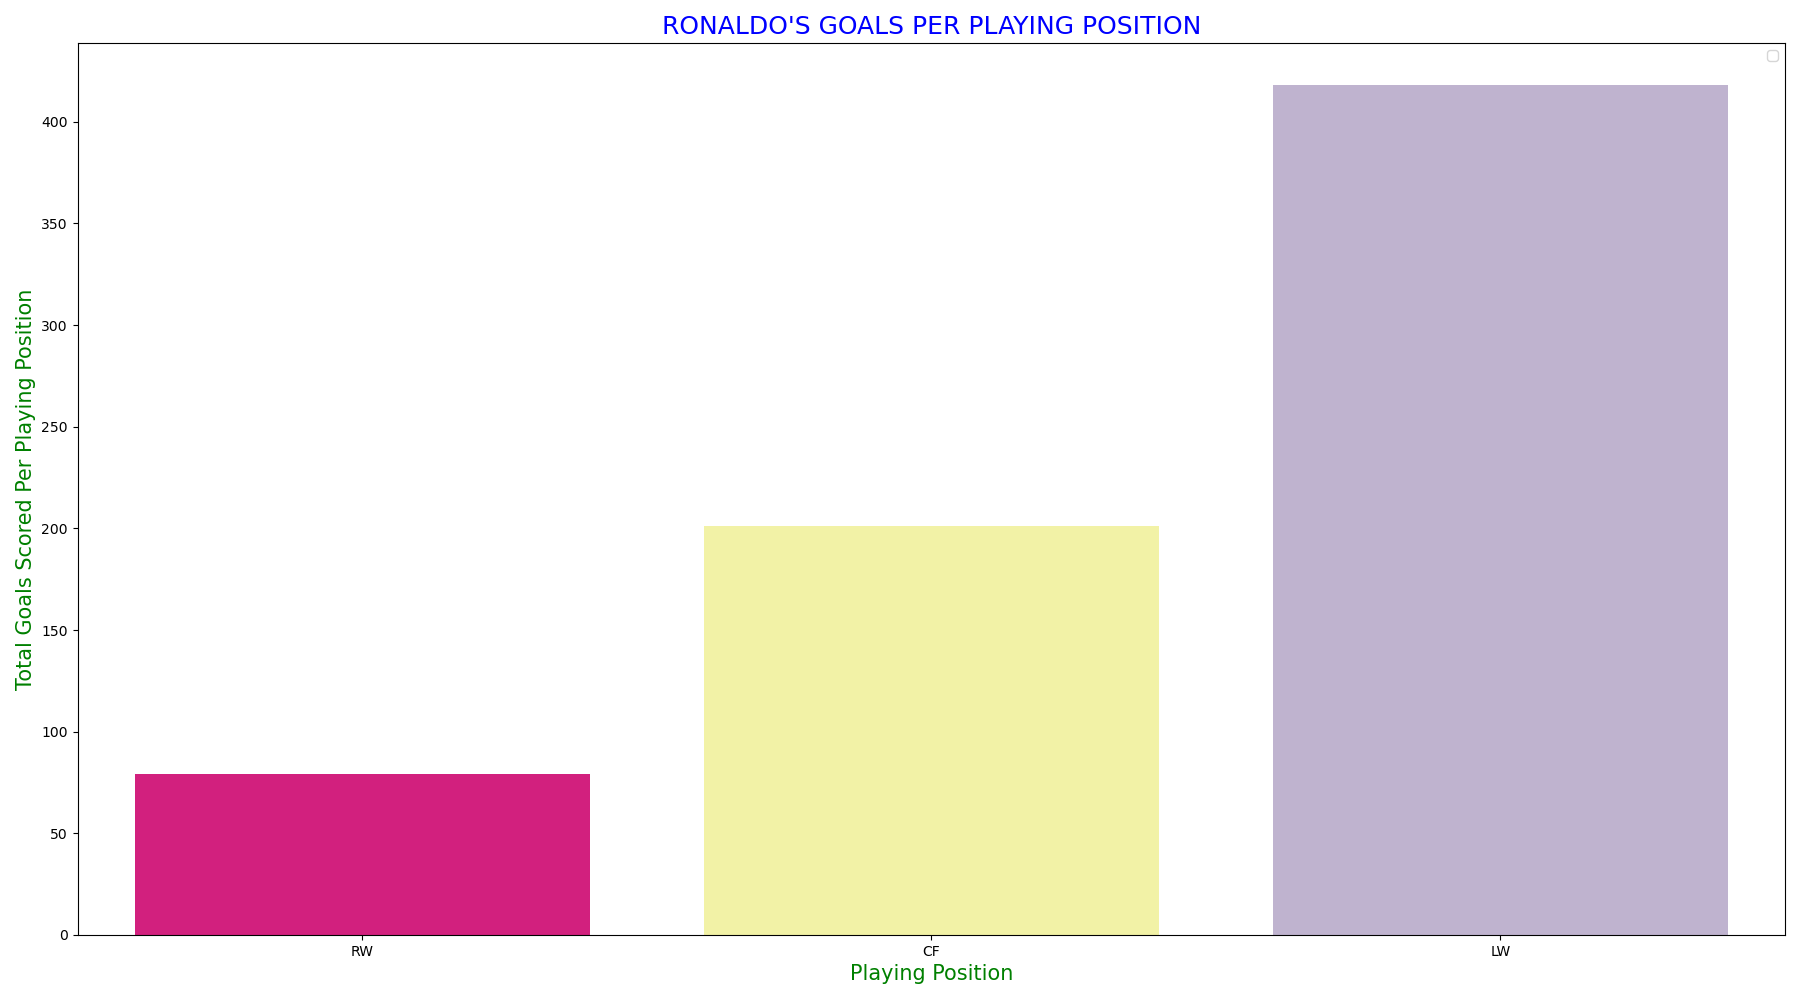 RONALDO'S GOALS PER PLAYING POSITION
Total Goals Scored Per Playing Position
400
350
300
250
200
150
100
50
0
RW CF LW
Playing Position